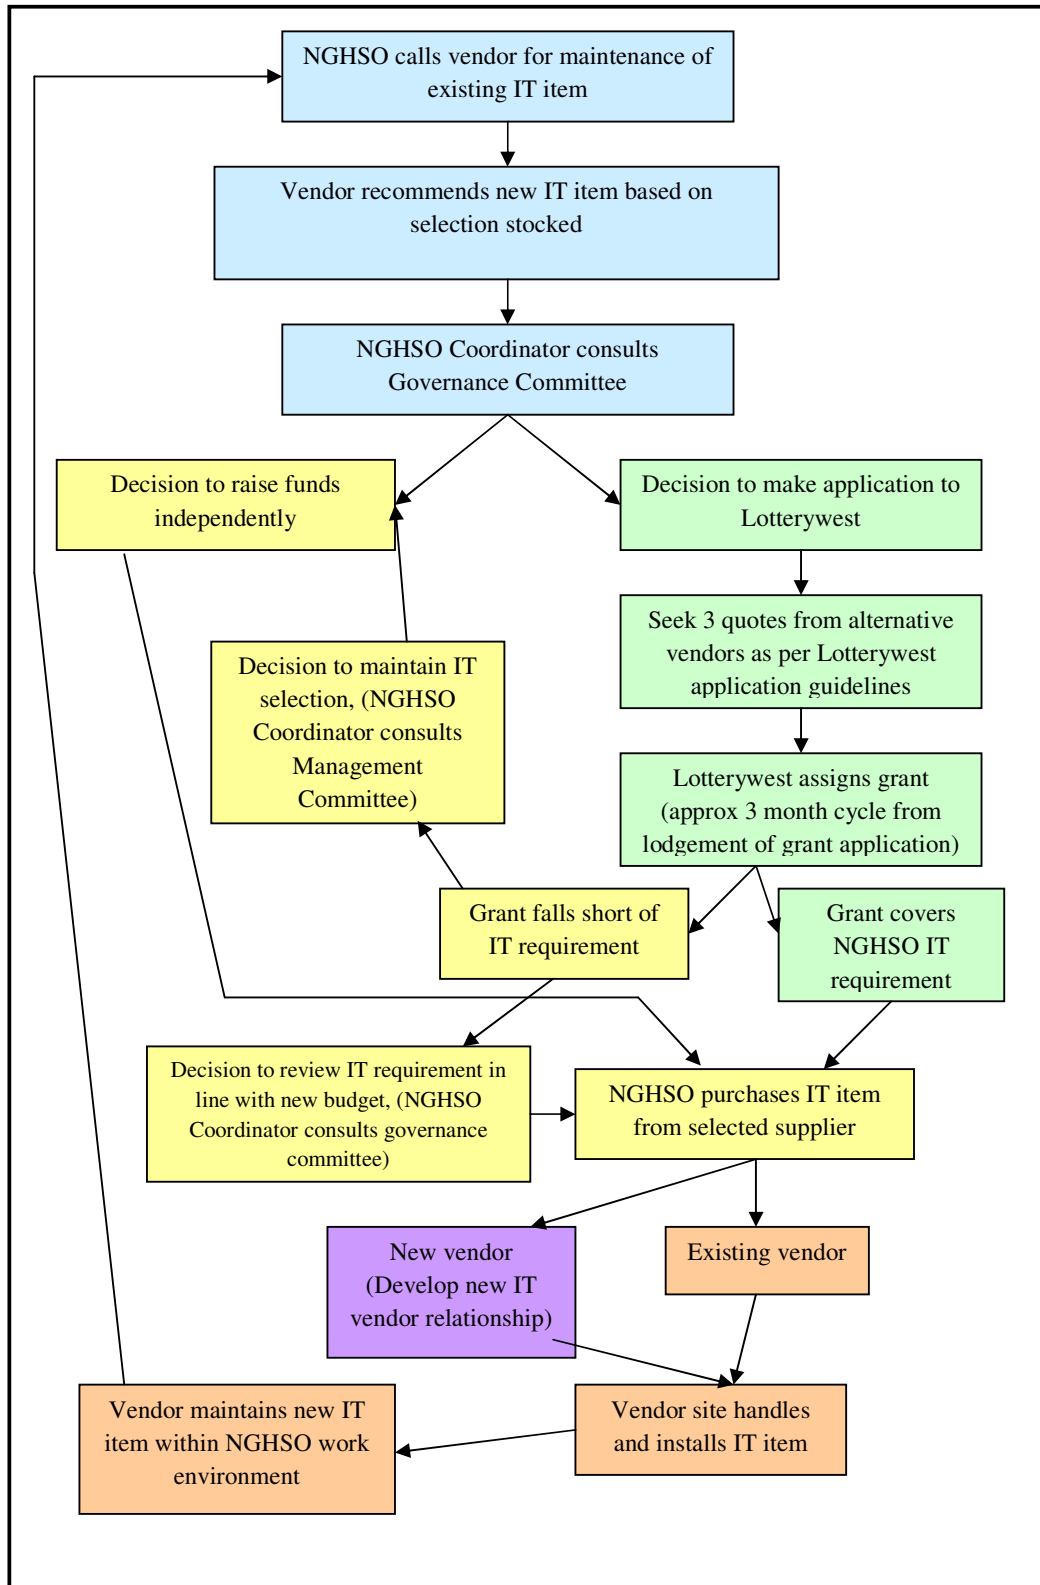 NGHSO calls vendor for maintenance of
existing IT item
Vendor recommends new IT item based on
selection stocked
NGHSO Coordinator consults
Governance Committee
Decision to raise funds
independently
Decision to make application to
Lotterywest
Seek 3 quotes from alternative
vendors as per Lotterywest
application guidelines
Decision to maintain IT
selection, (NGHSO
Coordinator consults
Management
Committee)
Lotterywest assigns grant
(approx 3 month cycle from
lodgement of grant application)
Grant falls short of
IT requirement
Grant covers
NGHSO IT
requirement
Decision to review IT requirement in
line with new budget, (NGHSO
Coordinator consults governance
committee)
NGHSO purchases IT item
from selected supplier
New vendor
(Develop new IT
vendor relationship)
Existing vendor
Vendor maintains new IT
item within NGHSO work
environment
Vendor site handles
and installs IT item